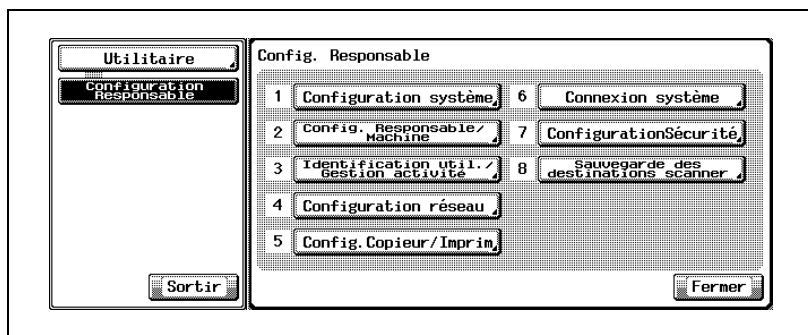 Utilitaire
Configuration
Responsable
Sortir
Config. Responsable
1 Configuration système
2 Config. Responsable/
Machine
3 Identification util./
Gestion activité
4 Configuration réseau
5 Config.Copieur/Imprim
6 Connexion système
7 ConfigurationSécurité
8 Sauvegarde des
destinations scanner
Fermer